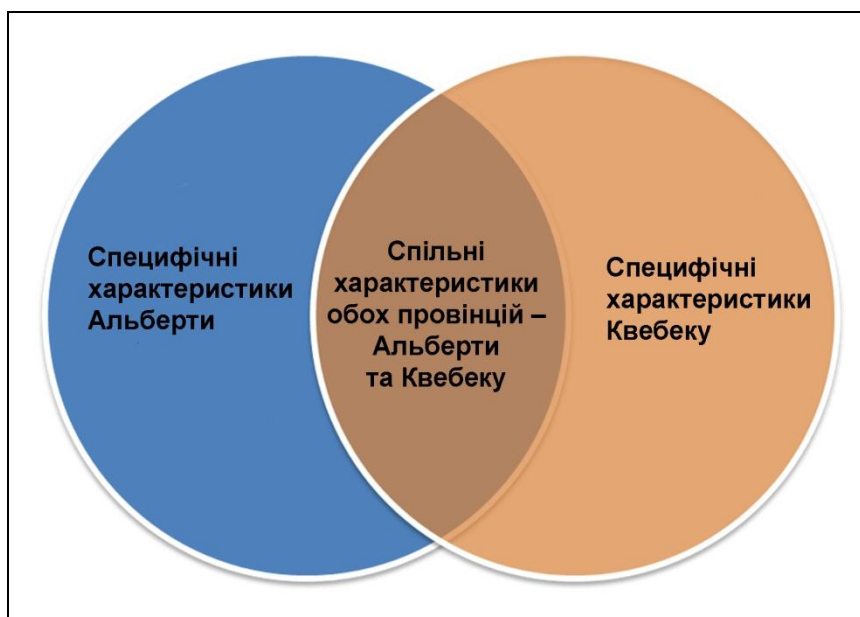 Специфічні
характеристики
Альберти
Спільні
характеристики
обох провінцій –
Альберти
та Квебеку
Специфічні
характеристики
Квебеку